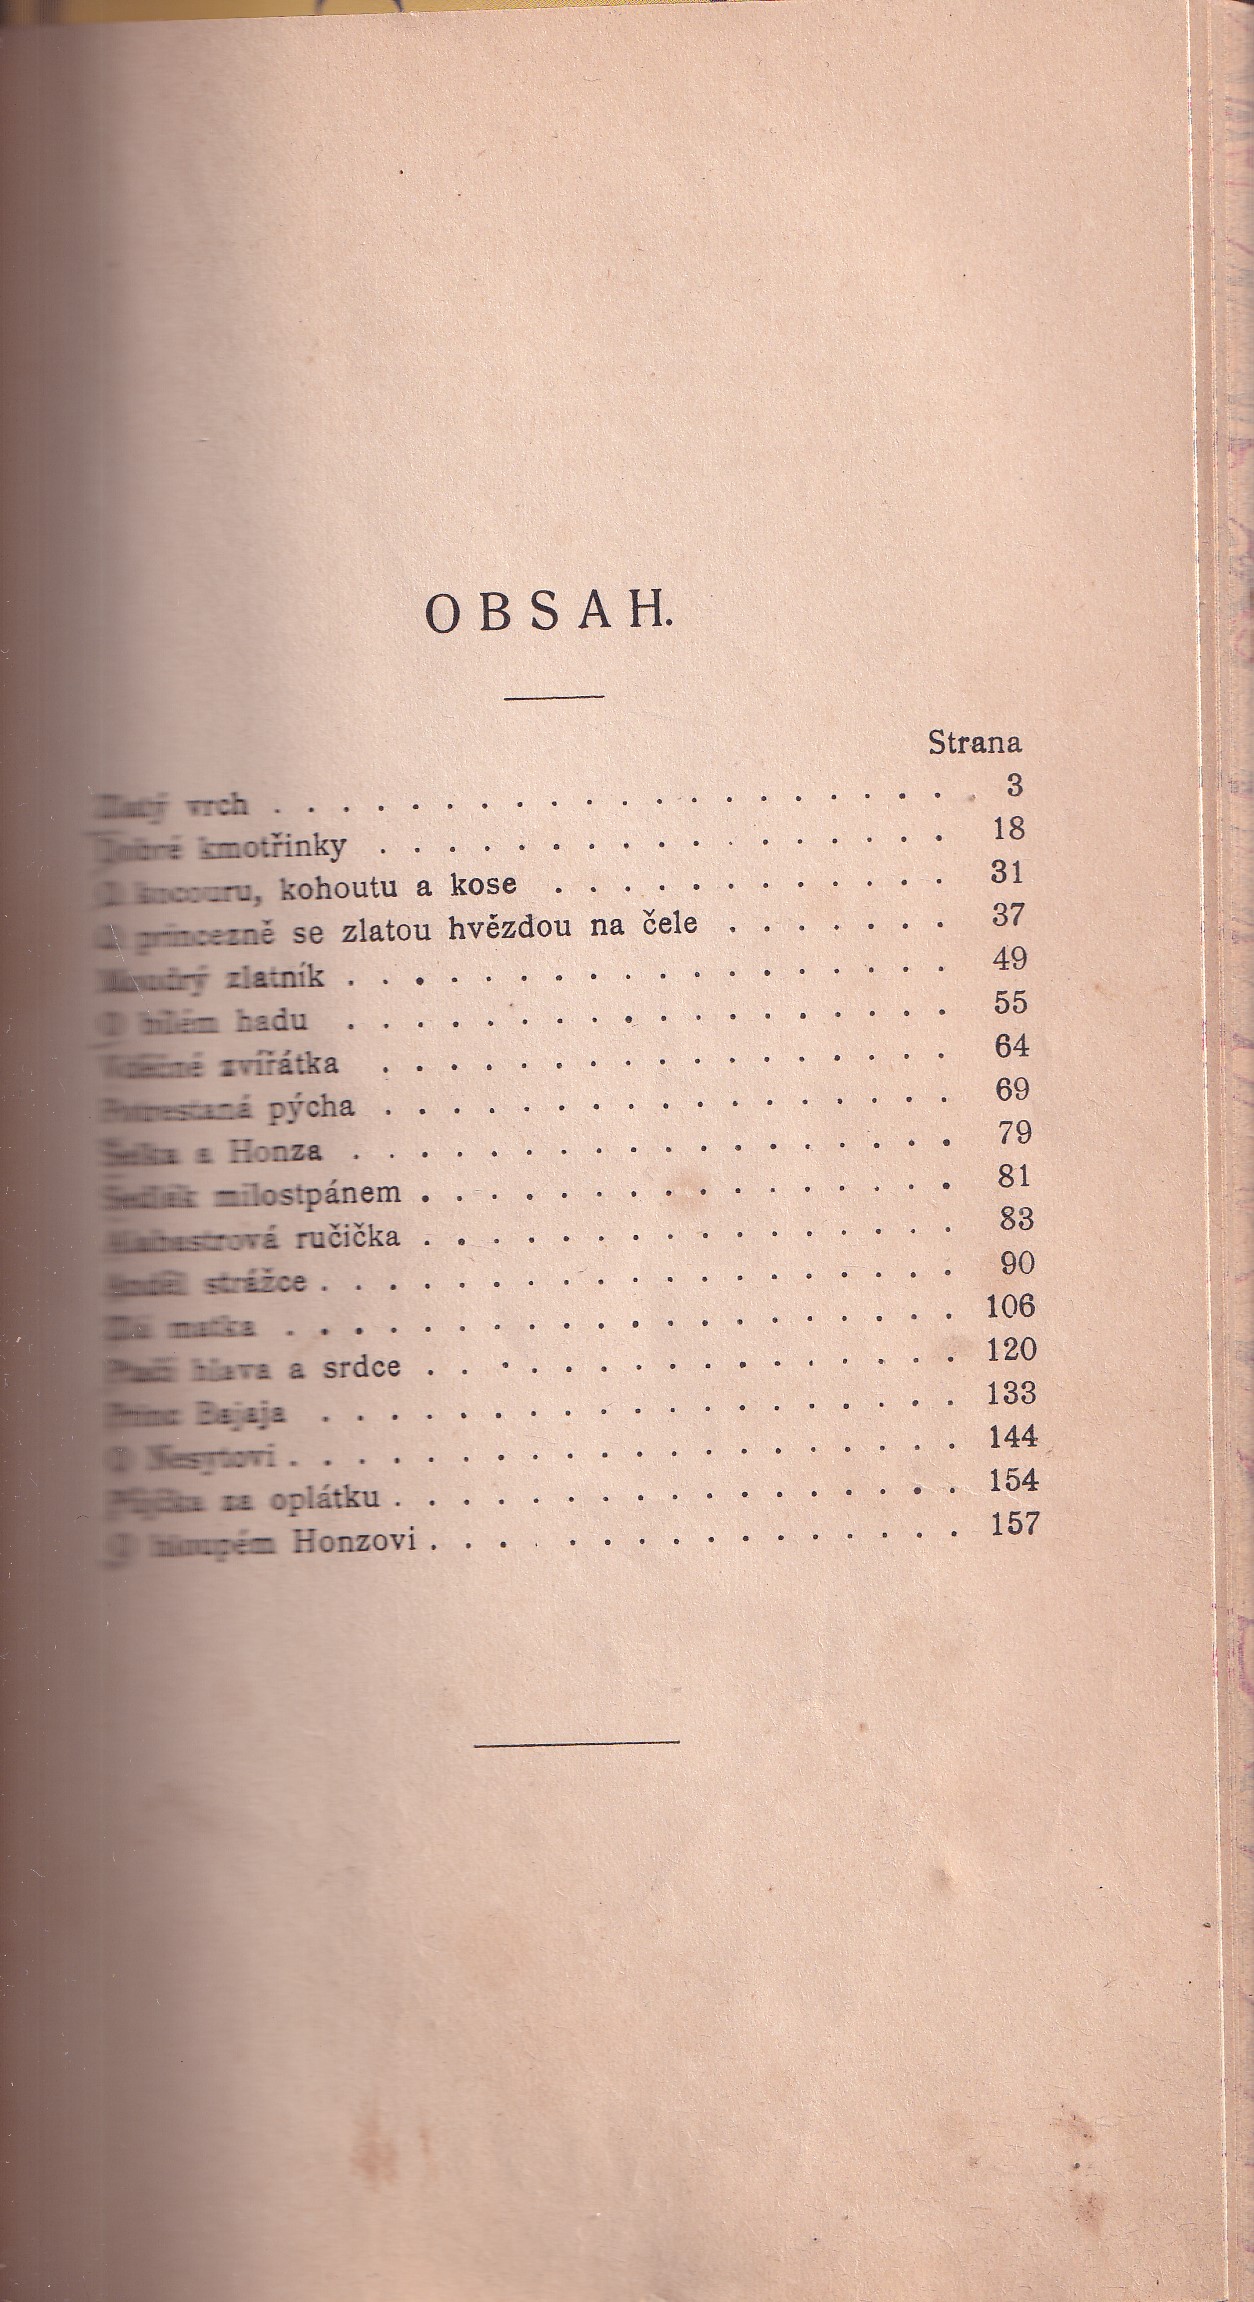 OBSAH.
Strana
Zlatý vrch . . . . . . . . . . . . . . . . . . . . 3
Dobré kmotřinky . . . . . . . . . . . . . . . . . 18
O kocouru, kohoutu a kose . . . . . . . . . . . . 31
O princezně se zlatou hvězdou na čele . . . . . . . 37
Moudrý zlatník . . . . . . . . . . . . . . . . . . 49
O bílém hadu . . . . . . . . . . . . . . . . . . 55
Vděčné zvířátka . . . . . . . . . . . . . . . . . 64
Potrestaná pýcha . . . . . . . . . . . . . . . . . 69
a Honza . . . . . . . . . . . . . . . . . . 79
Sedlák milostpánem . . . . . . . . . . . . . . . . 81
Alabastrová ručička . . . . . . . . . . . . . . . . 83
Anděl strážce . . . . . . . . . . . . . . . . . . . 90
Zlá matka . . . . . . . . . . . . . . . . . . . . 106
Ptačí hlava a srdce . . . . . . . . . . . . . . . . 120
Princ Bajaja . . . . . . . . . . . . . . . . . . . 133
O Nesytovi . . . . . . . . . . . . . . . . . . . . 144
Půjčka za oplátku . . . . . . . . . . . . . . . . . 154
O hloupém Honzovi . . . . . . . . . . . . . . . 157